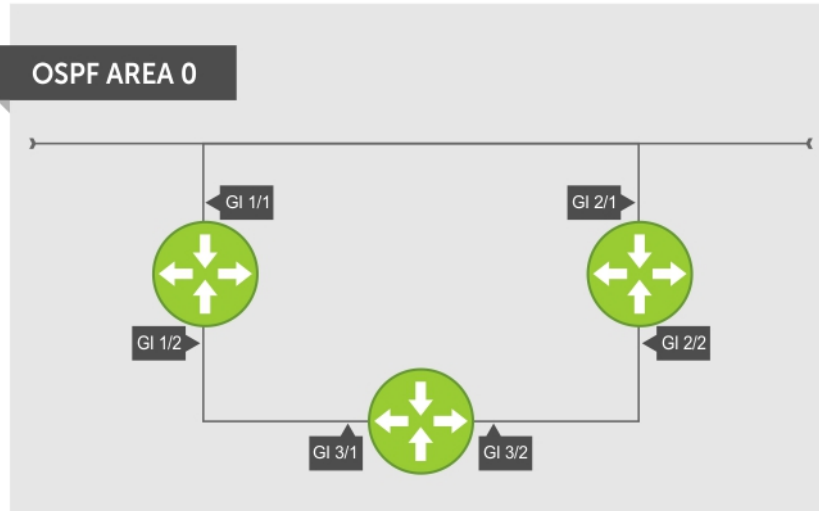 OSPF AREA 0
GI 1/1
GI 2/1
GI 1/2
GI 2/2
GI 3/1
GI 3/2